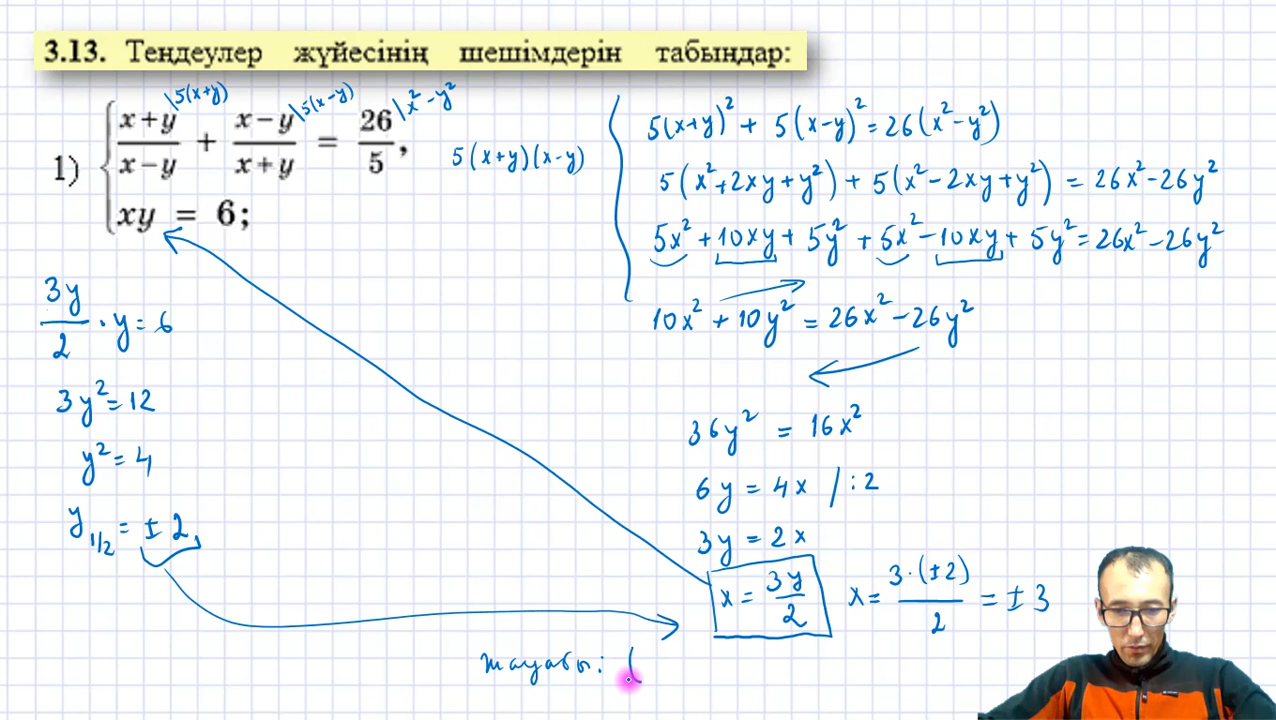 3.13. Теңдеулер жүйесінің шешімдерін табыңдар:
1) { (x+y)/(x−y) + (x−y)/(x+y) = 26/5,
xy = 6;
\5(x+y)
\5(x−y)
\x²−y²
5(x+y)(x−y)
5(x+y)² + 5(x−y)² = 26(x²−y²)
5(x²+2xy+y²) + 5(x²−2xy+y²) = 26x²−26y²
5x² + 10xy + 5y² + 5x² − 10xy + 5y² = 26x²−26y²
10x² + 10y² = 26x² − 26y²
36y² = 16x²
6y = 4x /:2
3y = 2x
x = 3y/2
3y/2 · y = 6
3y² = 12
y² = 4
y1/2 = ± 2
x = 3·(±2)/2 = ± 3
жауабы: (